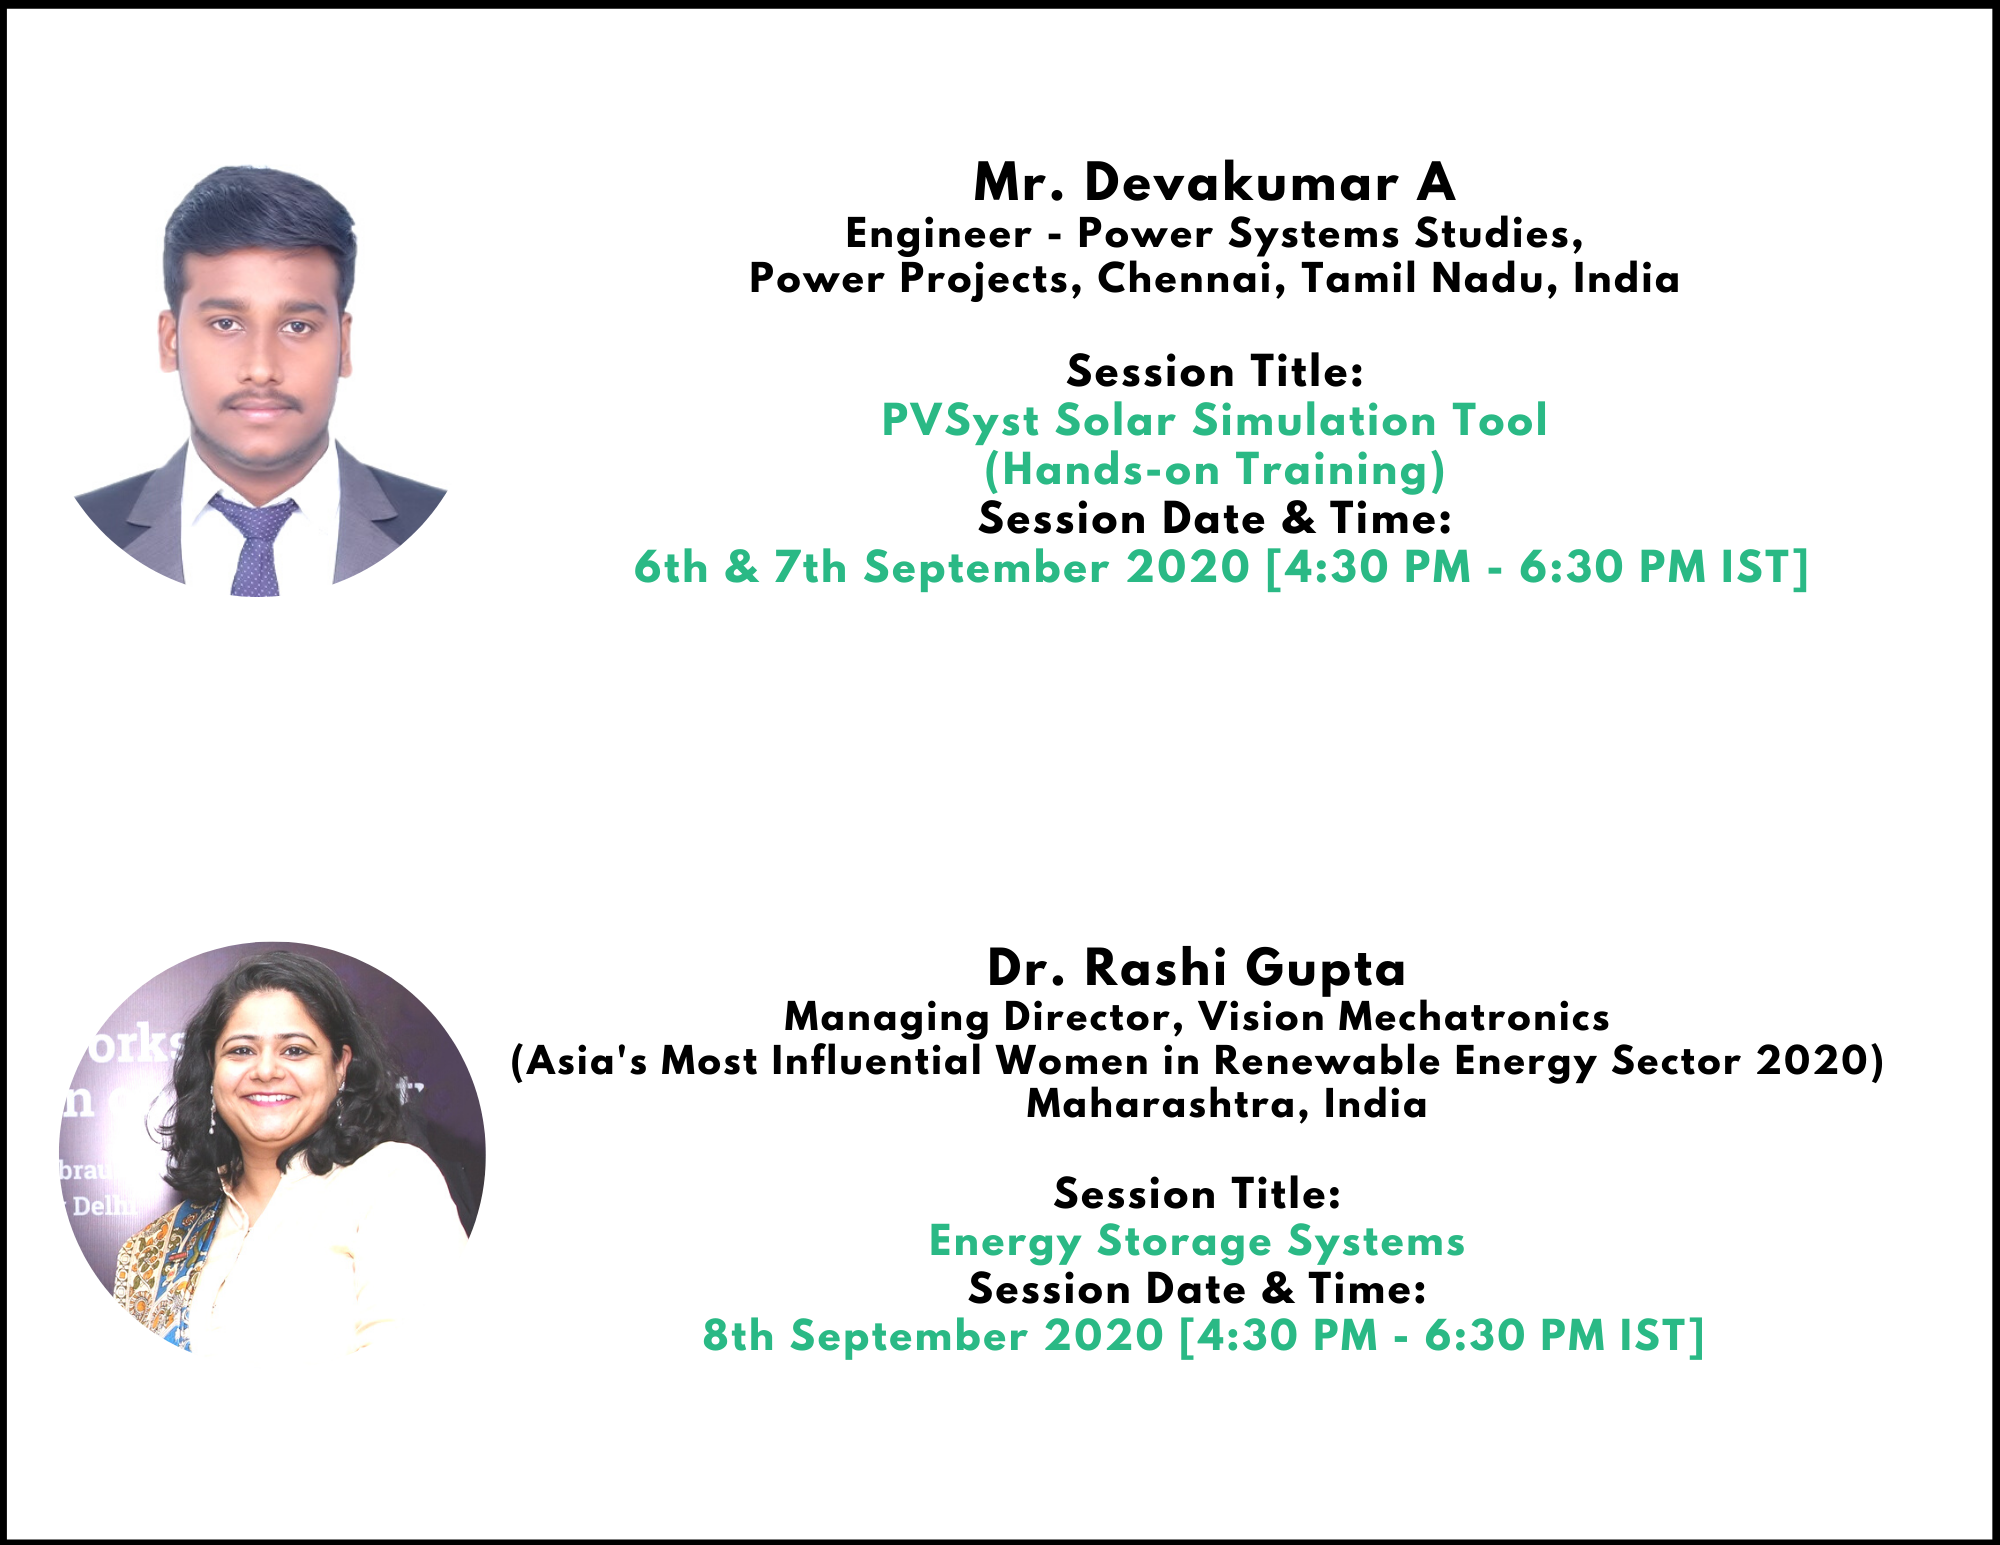 Mr. Devakumar A
Engineer - Power Systems Studies,
Power Projects, Chennai, Tamil Nadu, India
Session Title:
PVSyst Solar Simulation Tool
(Hands-on Training)
Session Date & Time:
6th & 7th September 2020 [4:30 PM - 6:30 PM IST]
Dr. Rashi Gupta
Managing Director, Vision Mechatronics
(Asia's Most Influential Women in Renewable Energy Sector 2020)
Maharashtra, India
Session Title:
Energy Storage Systems
Session Date & Time:
8th September 2020 [4:30 PM - 6:30 PM IST]
Delhi